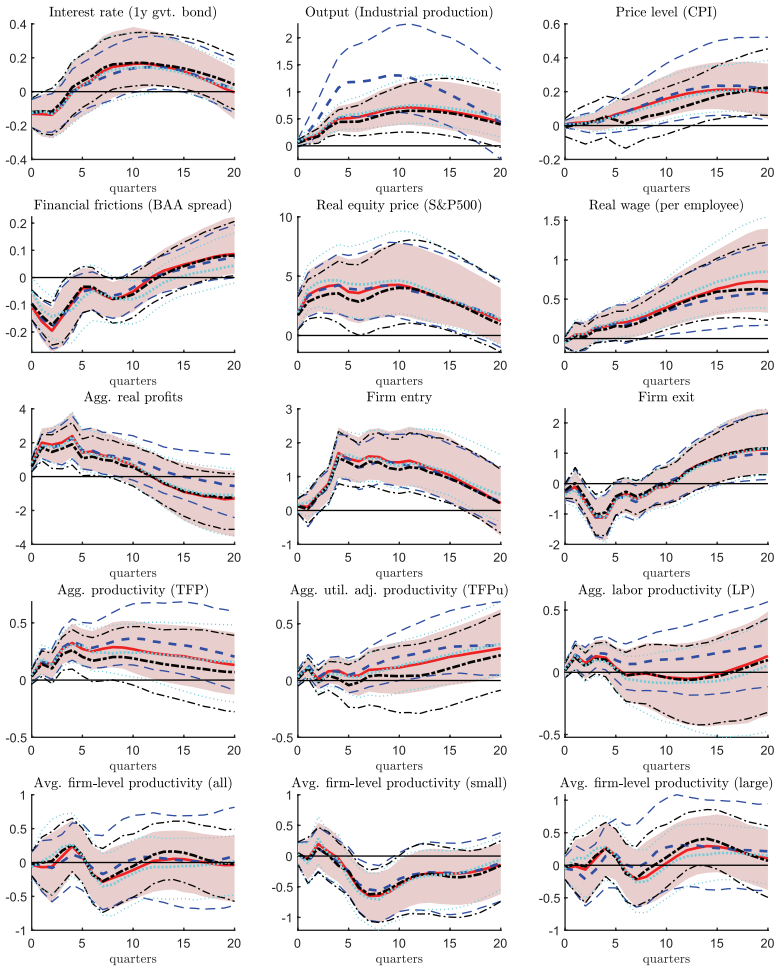 Interest rate (1y gvt. bond)
0.4
0.2
0
-0.2
-0.4
0 5 10 15 20
quarters
Output (Industrial production)
2
1.5
1
0.5
0
0 5 10 15 20
quarters
Price level (CPI)
0.6
0.4
0.2
0
-0.2
0 5 10 15 20
quarters
Financial frictions (BAA spread)
0.2
0.1
0
-0.1
-0.2
0 5 10 15 20
quarters
Real equity price (S&P500)
10
5
0
0 5 10 15 20
quarters
Real wage (per employee)
1.5
1
0.5
0
0 5 10 15 20
quarters
Agg. real profits
4
2
0
-2
-4
0 5 10 15 20
quarters
Firm entry
3
2
1
0
-1
0 5 10 15 20
quarters
Firm exit
2
1
0
-1
-2
0 5 10 15 20
quarters
Agg. productivity (TFP)
0.5
0
-0.5
0 5 10 15 20
quarters
Agg. util. adj. productivity (TFPu)
0.5
0
-0.5
0 5 10 15 20
quarters
Agg. labor productivity (LP)
0.5
0
-0.5
0 5 10 15 20
quarters
Avg. firm-level productivity (all)
1
0.5
0
-0.5
-1
0 5 10 15 20
quarters
Avg. firm-level productivity (small)
1
0.5
0
-0.5
-1
0 5 10 15 20
quarters
Avg. firm-level productivity (large)
1
0.5
0
-0.5
-1
0 5 10 15 20
quarters